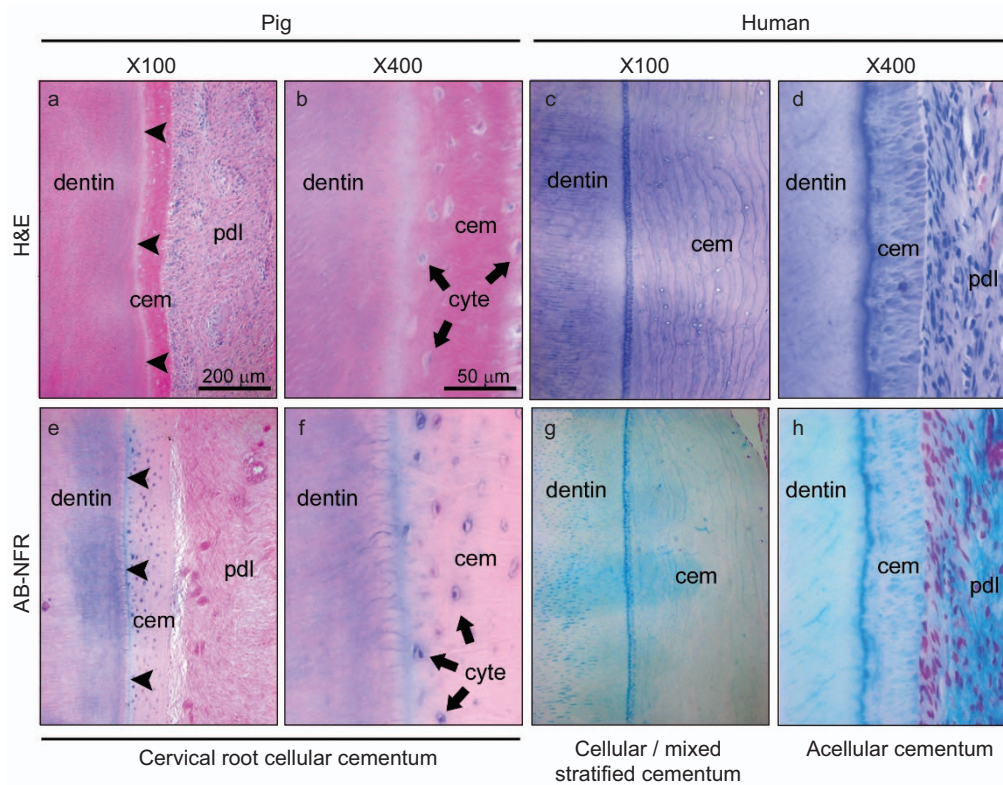 Pig
Human
X100
X400
X100
X400
H&E
a
dentin
pdl
cem
200 μm
b
dentin
cem
cyte
50 μm
c
dentin
cem
d
dentin
cem
pdl
AB-NFR
e
dentin
pdl
cem
f
dentin
cem
cyte
g
dentin
cem
h
dentin
cem
pdl
Cervical root cellular cementum
Cellular / mixed
stratified cementum
Acellular cementum